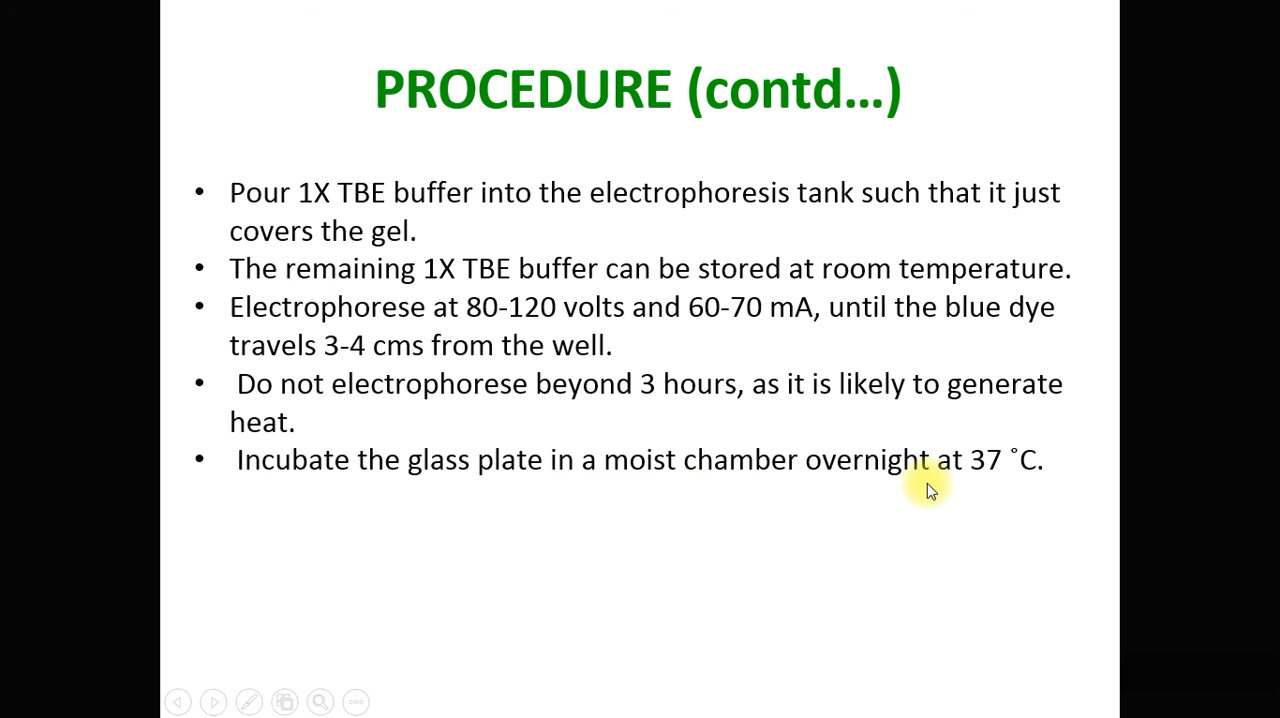 PROCEDURE (contd...)
• Pour 1X TBE buffer into the electrophoresis tank such that it just
covers the gel.
• The remaining 1X TBE buffer can be stored at room temperature.
• Electrophorese at 80-120 volts and 60-70 mA, until the blue dye
travels 3-4 cms from the well.
• Do not electrophorese beyond 3 hours, as it is likely to generate
heat.
• Incubate the glass plate in a moist chamber overnight at 37 ˚C.